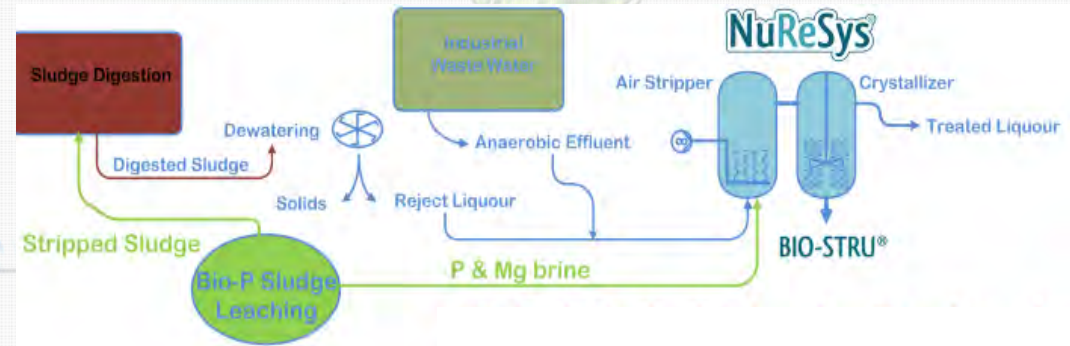 NuReSys®
Sludge Digestion
Industrial
Waste Water
Air Stripper
Crystallizer
Dewatering
Anaerobic Effluent
Treated Liquour
Digested Sludge
Solids
Reject Liquour
Stripped Sludge
BIO-STRU®
P & Mg brine
Bio-P Sludge
Leaching